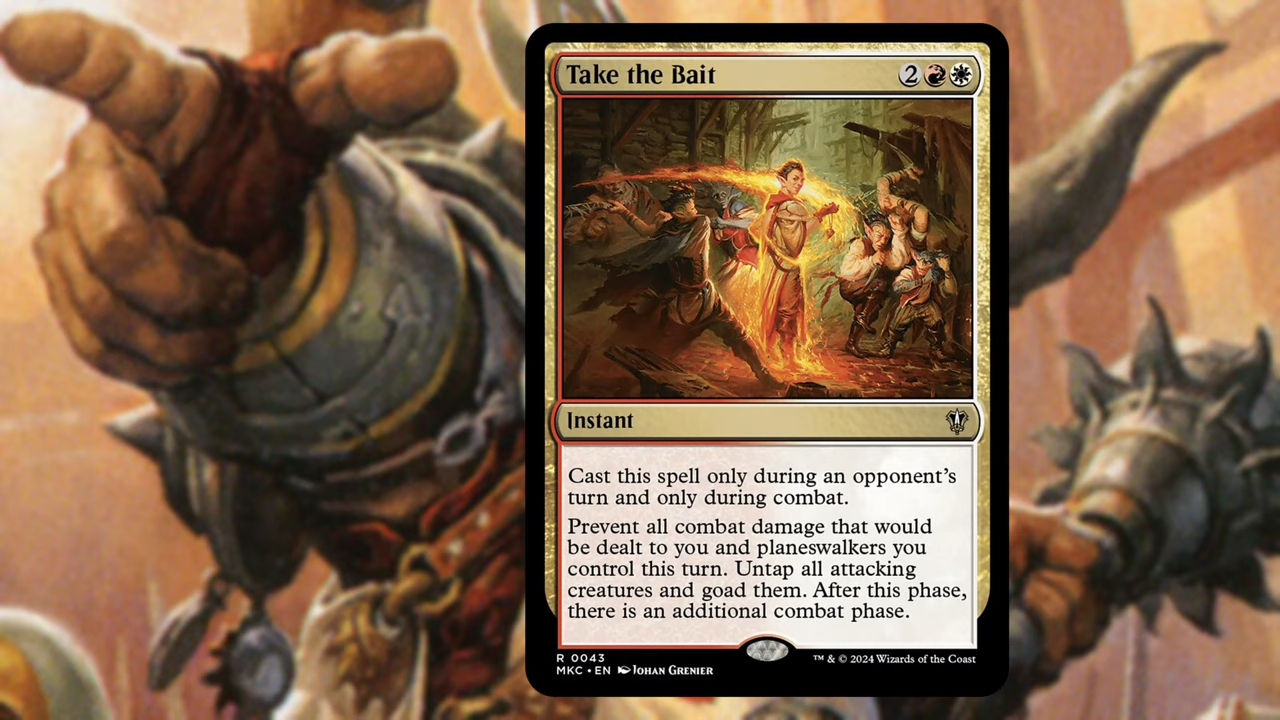 Take the Bait 2
Instant
Cast this spell only during an opponent's
turn and only during combat.
Prevent all combat damage that would
be dealt to you and planeswalkers you
control this turn. Untap all attacking
creatures and goad them. After this phase,
there is an additional combat phase.
R 0043
MKC • EN Johan Grenier
™ & © 2024 Wizards of the Coast